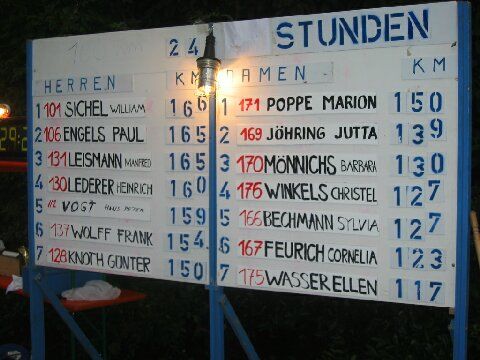 24 STUNDEN
HERREN KM DAMEN KM
1 101 SICHEL WILLIAM 166 1 171 POPPE MARION 150
2 106 ENGELS PAUL 165 2 169 JÖHRING JUTTA 139
3 131 LEISMANN MANFRED 165 3 170 MÖNNICHS BARBARA 130
4 130 LEDERER HEINRICH 160 4 176 WINKELS CHRISTEL 127
5 VOGT HANS PETER 159 5 166 BECHMANN SYLVIA 127
6 137 WOLFF FRANK 154 6 167 FEURICH CORNELIA 123
7 128 KNOTH GÜNTER 150 7 175 WASSER ELLEN 117